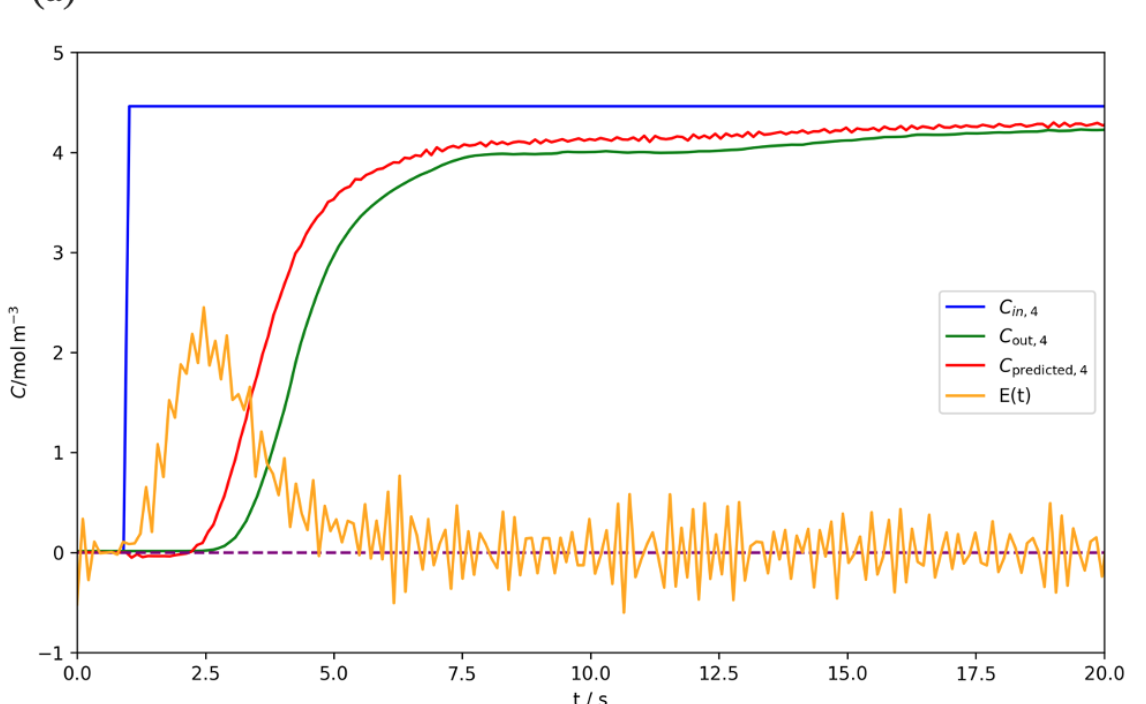 (a)
5
4
3
2
1
0
−1
C/mol m⁻³
C_in, 4
C_out, 4
C_predicted, 4
E(t)
0.0 2.5 5.0 7.5 10.0 12.5 15.0 17.5 20.0
t / s